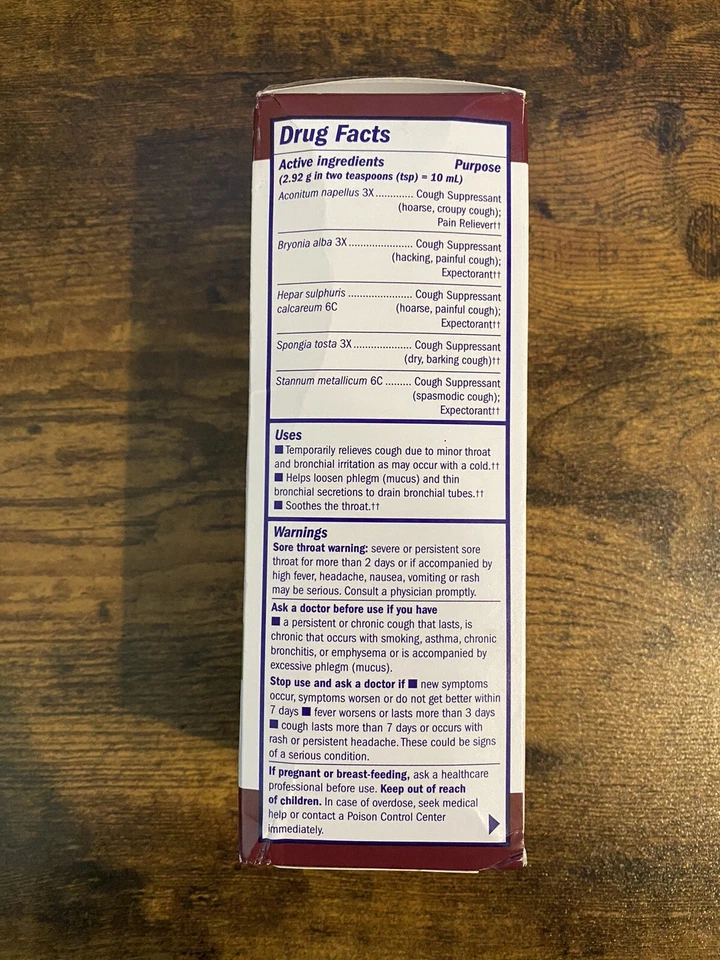 Drug Facts
Active ingredients Purpose
(2.92 g in two teaspoons (tsp) = 10 mL)
Aconitum napellus 3X............ Cough Suppressant
(hoarse, croupy cough);
Pain Reliever††
Bryonia alba 3X..................... Cough Suppressant
(hacking, painful cough);
Expectorant††
Hepar sulphuris ..................... Cough Suppressant
calcareum 6C (hoarse, painful cough);
Expectorant††
Spongia tosta 3X................... Cough Suppressant
(dry, barking cough)††
Stannum metallicum 6C ......... Cough Suppressant
(spasmodic cough);
Expectorant††
Uses
■ Temporarily relieves cough due to minor throat
and bronchial irritation as may occur with a cold.††
■ Helps loosen phlegm (mucus) and thin
bronchial secretions to drain bronchial tubes.††
■ Soothes the throat.††
Warnings
Sore throat warning: severe or persistent sore
throat for more than 2 days or if accompanied by
high fever, headache, nausea, vomiting or rash
may be serious. Consult a physician promptly.
Ask a doctor before use if you have
■ a persistent or chronic cough that lasts, is
chronic that occurs with smoking, asthma, chronic
bronchitis, or emphysema or is accompanied by
excessive phlegm (mucus).
Stop use and ask a doctor if ■ new symptoms
occur, symptoms worsen or do not get better within
7 days ■ fever worsens or lasts more than 3 days
■ cough lasts more than 7 days or occurs with
rash or persistent headache. These could be signs
of a serious condition.
If pregnant or breast-feeding, ask a healthcare
professional before use. Keep out of reach
of children. In case of overdose, seek medical
help or contact a Poison Control Center
immediately.